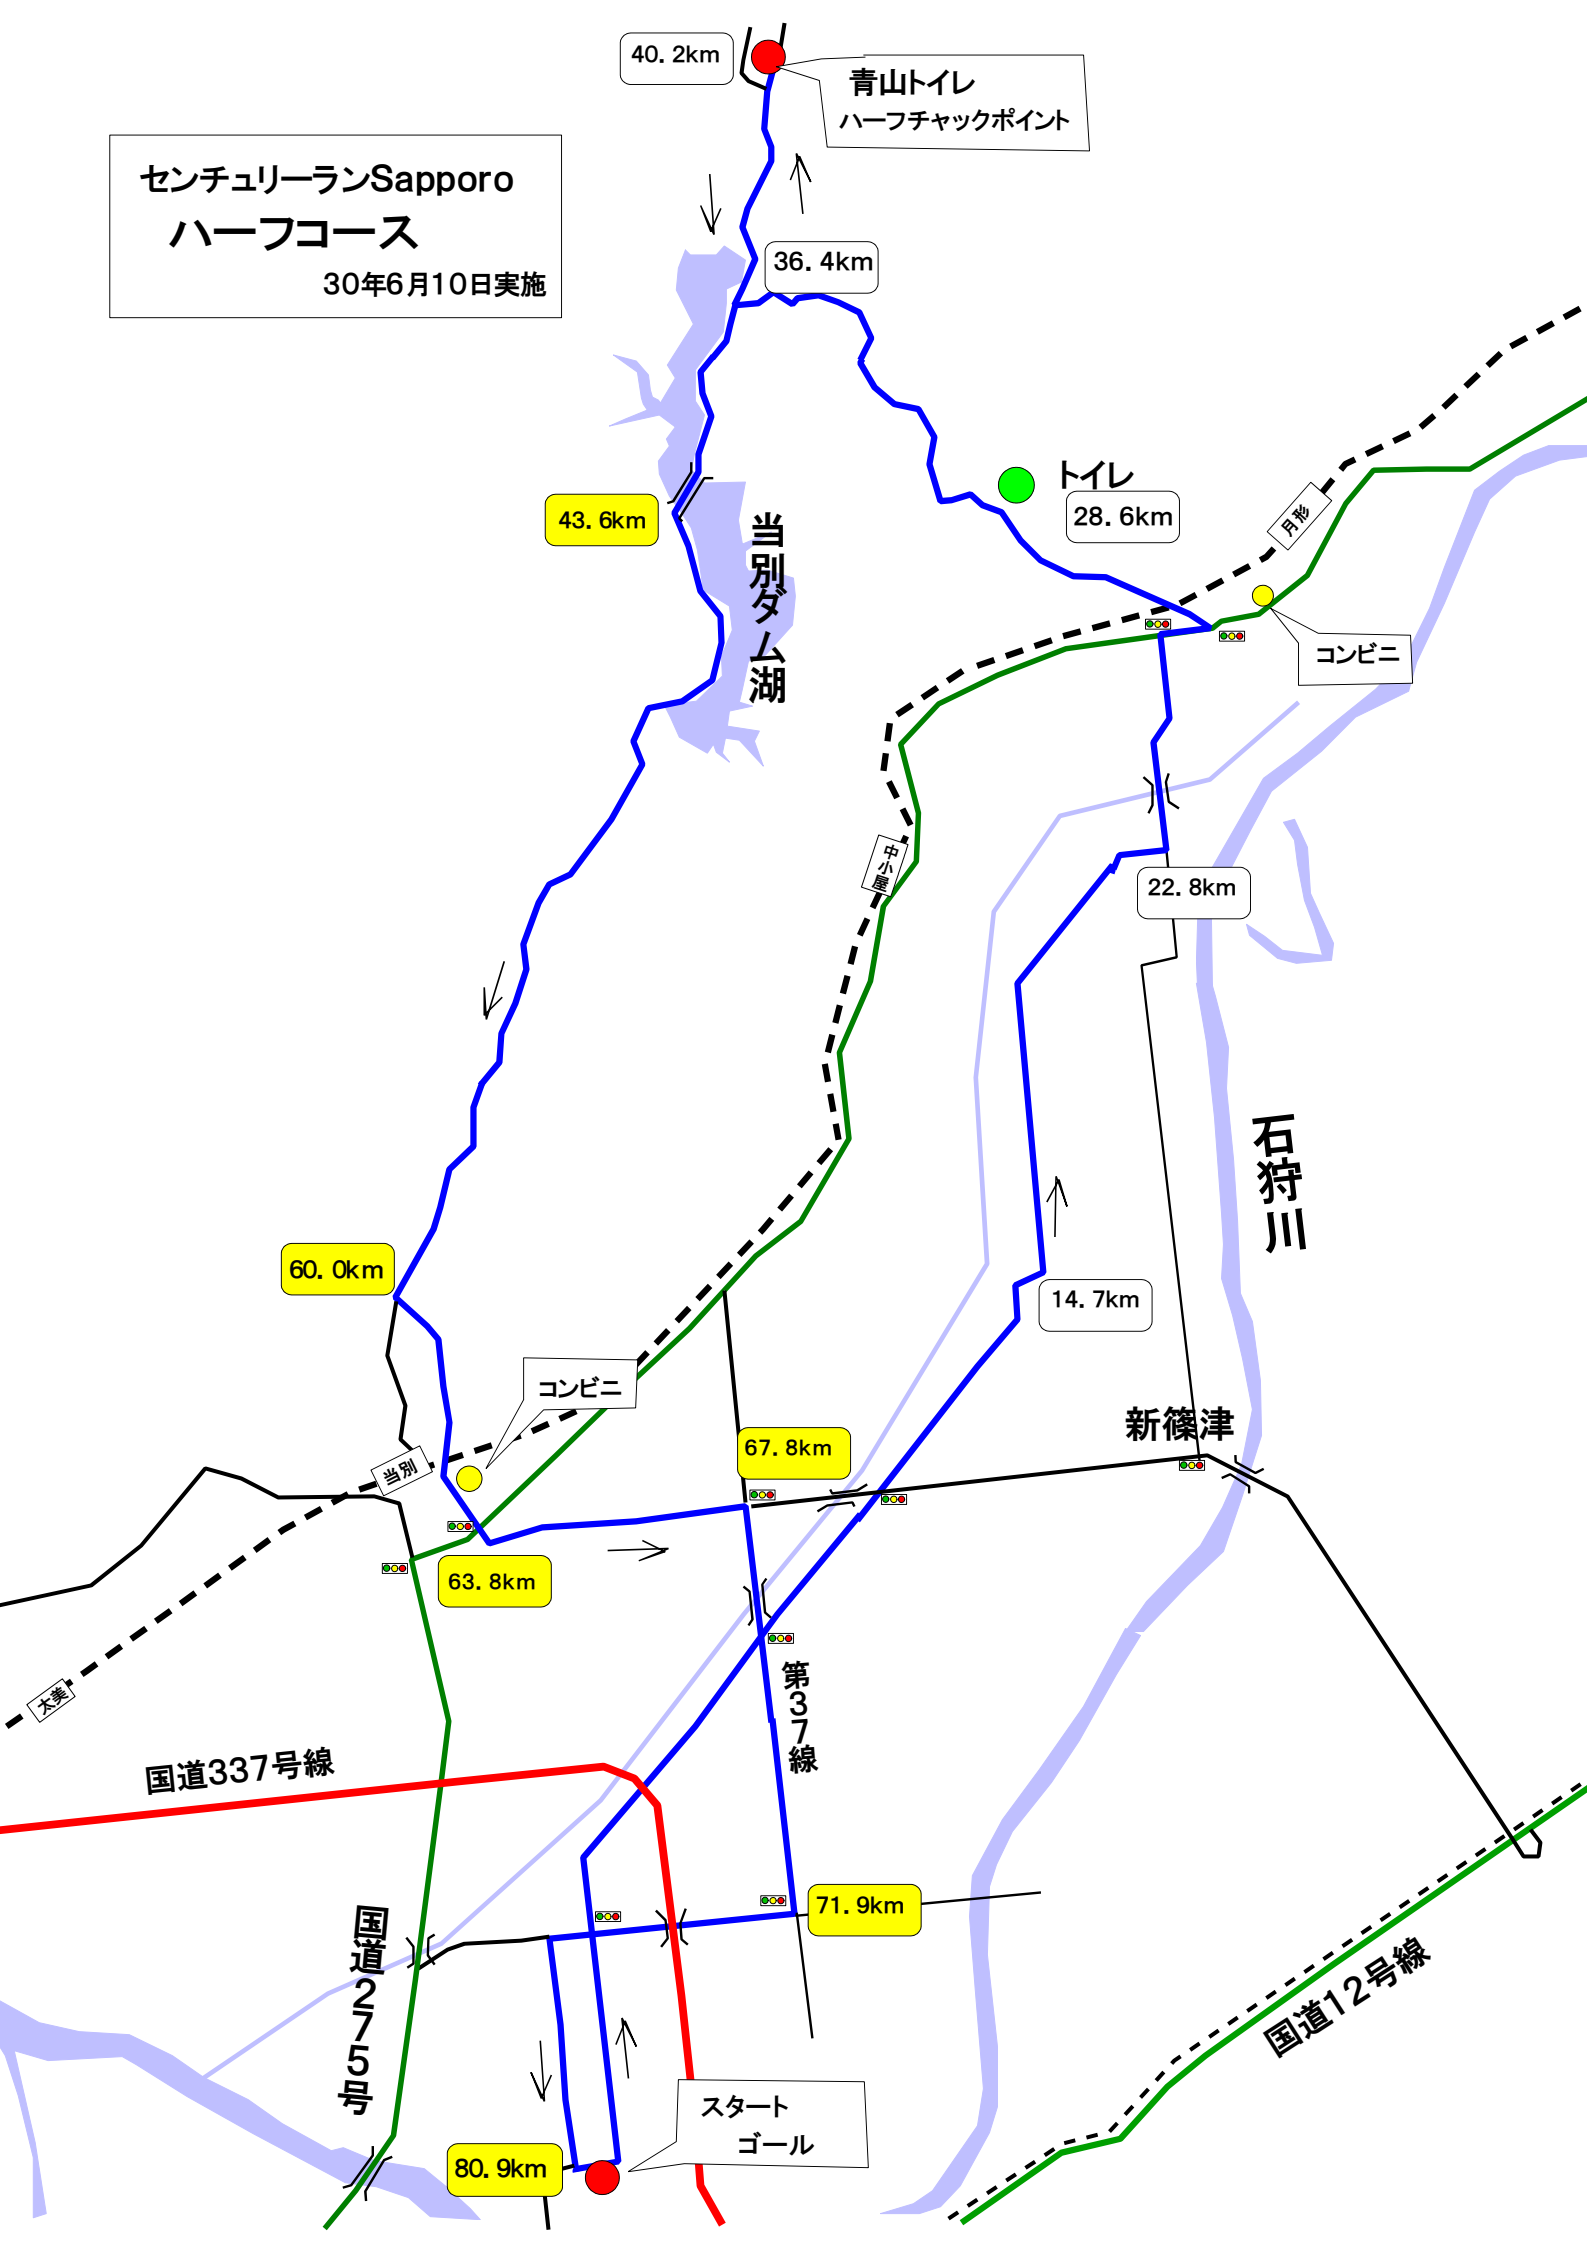 40.2km
青山トイレ
ハーフチャックポイント
センチュリーランSapporo
ハーフコース
30年6月10日実施
36.4km
トイレ
28.6km
43.6km
当別ダム湖
月形
コンビニ
中小屋
22.8km
石狩川
60.0km
14.7km
コンビニ
新篠津
67.8km
当別
63.8km
太美
第37線
国道337号線
71.9km
国道275号
国道12号線
スタート
ゴール
80.9km